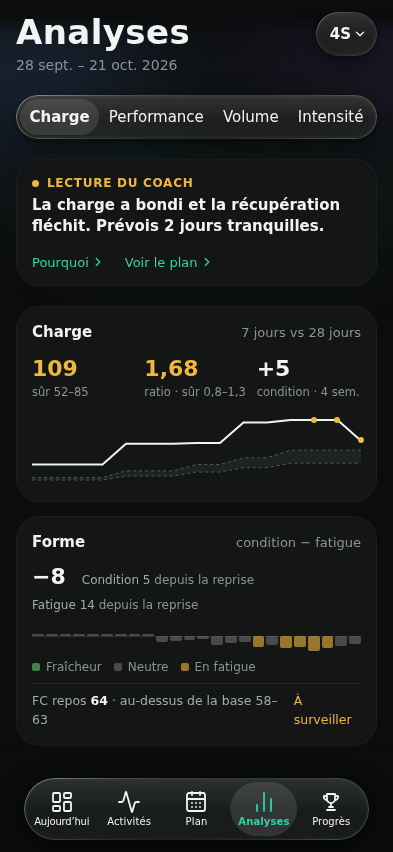 Analyses
4S
28 sept. – 21 oct. 2026
Charge Performance Volume Intensité
LECTURE DU COACH
La charge a bondi et la récupération
fléchit. Prévois 2 jours tranquilles.
Pourquoi Voir le plan
Charge 7 jours vs 28 jours
109 1,68 +5
sûr 52–85 ratio · sûr 0,8–1,3 condition · 4 sem.
Forme condition − fatigue
−8 Condition 5 depuis la reprise
Fatigue 14 depuis la reprise
Fraîcheur Neutre En fatigue
FC repos 64 · au-dessus de la base 58–
63
À
surveiller
Aujourd’hui Activités Plan Analyses Progrès